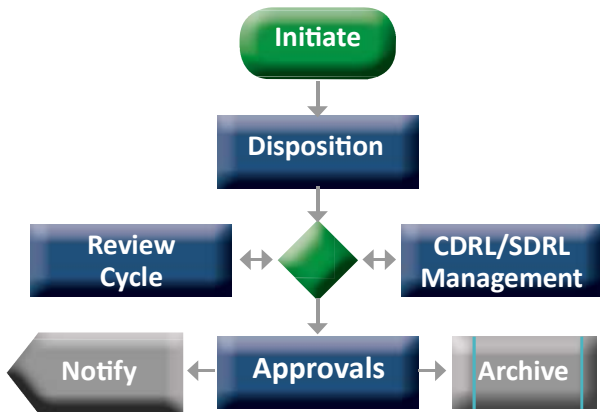 Initiate
Disposition
Review
Cycle
CDRL/SDRL
Management
Notify
Approvals
Archive